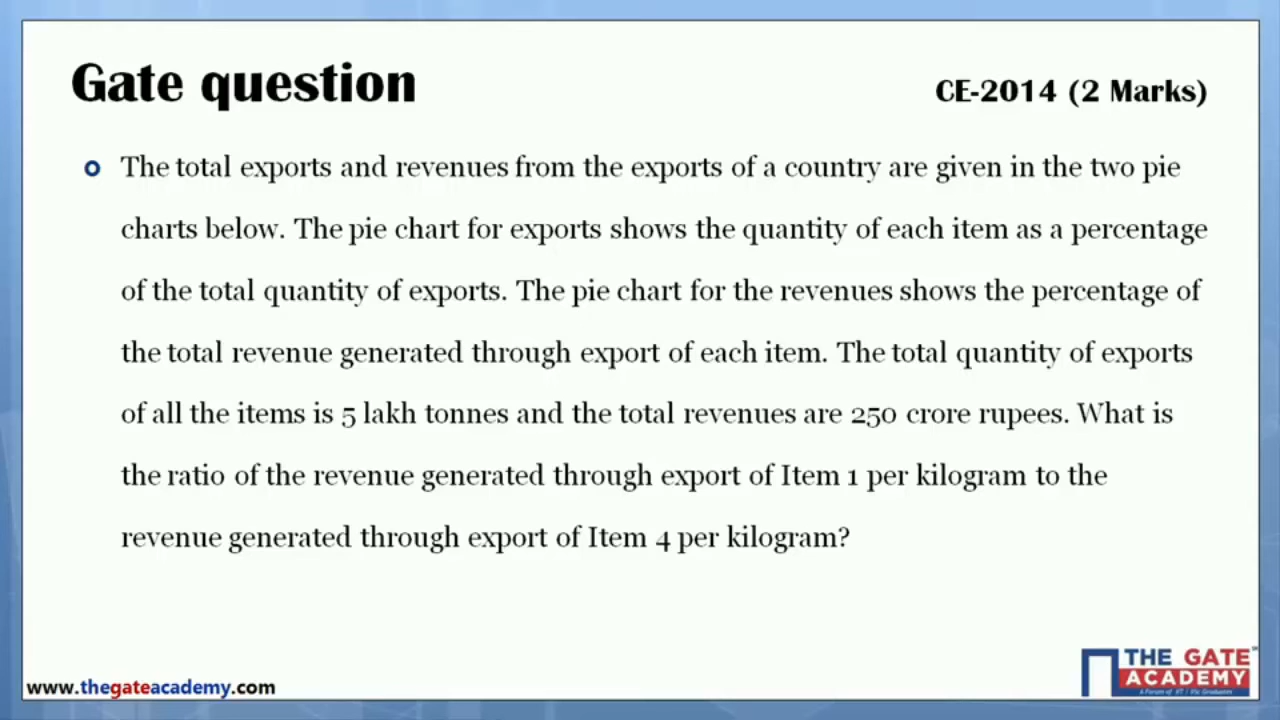 Gate question
CE-2014 (2 Marks)
The total exports and revenues from the exports of a country are given in the two pie
charts below. The pie chart for exports shows the quantity of each item as a percentage
of the total quantity of exports. The pie chart for the revenues shows the percentage of
the total revenue generated through export of each item. The total quantity of exports
of all the items is 5 lakh tonnes and the total revenues are 250 crore rupees. What is
the ratio of the revenue generated through export of Item 1 per kilogram to the
revenue generated through export of Item 4 per kilogram?
www.thegateacademy.com
THE GATE
ACADEMY
A Forum of IIT / IISc Graduates